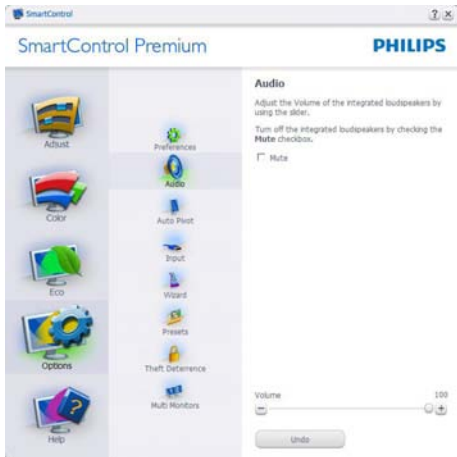 SmartControl
SmartControl Premium
PHILIPS
Adjust
Color
Eco
Options
Help
Preferences
Audio
Auto Pivot
Input
Wizard
Presets
Theft Deterrence
Multi Monitors
Audio
Adjust the Volume of the integrated loudspeakers by
using the slider.
Turn off the integrated loudspeakers by checking the
Mute checkbox.
Mute
Volume 100
Undo